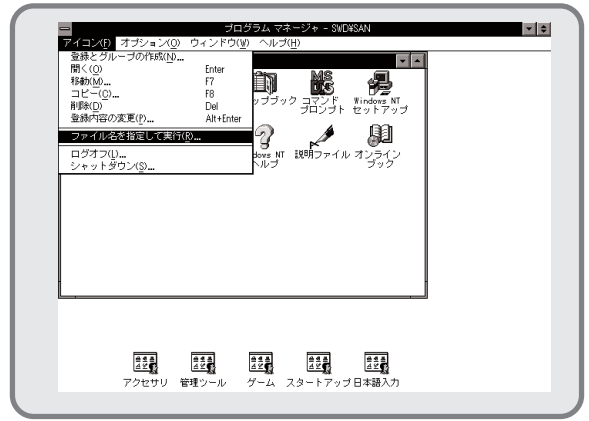 プログラム マネージャ - SWD¥SAN
アイコン(F) オプション(O) ウィンドウ(W) ヘルプ(H)
登録とグループの作成(N)...
開く(O) Enter
移動(M)... F7
コピー(C)... F8
削除(D) Del
登録内容の変更(P)... Alt+Enter
ファイル名を指定して実行(R)...
ログオフ(L)...
シャットダウン(S)...
ップブック
コマンド
プロンプト
Windows NT
セットアップ
dows NT
ヘルプ
説明ファイル
オンライン
ブック
アクセサリ 管理ツール ゲーム スタートアップ 日本語入力